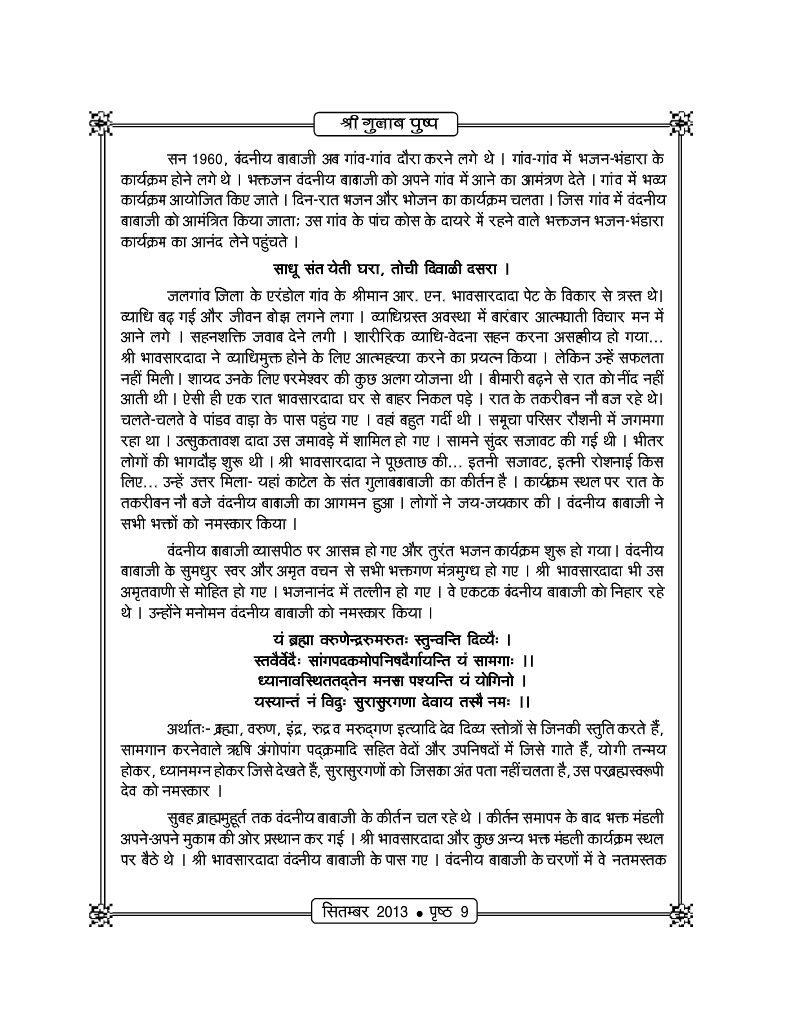 श्री गुलाब पुष्प
सन 1960, वंदनीय बाबाजी अब गांव-गांव दौरा करने लगे थे । गांव-गांव में भजन-भंडारा के
कार्यक्रम होने लगे थे । भक्तजन वंदनीय बाबाजी को अपने गांव में आने का आमंत्रण देते । गांव में भव्य
कार्यक्रम आयोजित किए जाते । दिन-रात भजन और भोजन का कार्यक्रम चलता । जिस गांव में वंदनीय
बाबाजी को आमंत्रित किया जाता; उस गांव के पांच कोस के दायरे में रहने वाले भक्तजन भजन-भंडारा
कार्यक्रम का आनंद लेने पहुंचते ।
साधू संत येती घरा, तोची दिवाळी दसरा ।
जलगांव जिला के एरंडोल गांव के श्रीमान आर. एन. भावसारदादा पेट के विकार से त्रस्त थे।
व्याधि बढ़ गई और जीवन बोझ लगने लगा । व्याधिग्रस्त अवस्था में बारंबार आत्मघाती विचार मन में
आने लगे । सहनशक्ति जवाब देने लगी । शारीरिक व्याधि-वेदना सहन करना असहनीय हो गया...
श्री भावसारदादा ने व्याधिमुक्त होने के लिए आत्महत्या करने का प्रयत्न किया । लेकिन उन्हें सफलता
नहीं मिली । शायद उनके लिए परमेश्वर की कुछ अलग योजना थी । बीमारी बढ़ने से रात को नींद नहीं
आती थी । ऐसी ही एक रात भावसारदादा घर से बाहर निकल पड़े । रात के तकरीबन नौ बज रहे थे।
चलते-चलते वे पांडव वाड़ा के पास पहुंच गए । वहां बहुत गर्दी थी । समूचा परिसर रौशनी में जगमगा
रहा था । उत्सुकतावश दादा उस जमावड़े में शामिल हो गए । सामने सुंदर सजावट की गई थी । भीतर
लोगों की भागदौड़ शुरू थी । श्री भावसारदादा ने पूछताछ की... इतनी सजावट, इतनी रोशनाई किस
लिए... उन्हें उत्तर मिला- यहां काटेल के संत गुलाबबाबाजी का कीर्तन है । कार्यक्रम स्थल पर रात के
तकरीबन नौ बजे वंदनीय बाबाजी का आगमन हुआ । लोगों ने जय-जयकार की । वंदनीय बाबाजी ने
सभी भक्तों को नमस्कार किया ।
वंदनीय बाबाजी व्यासपीठ पर आसन्न हो गए और तुरंत भजन कार्यक्रम शुरू हो गया । वंदनीय
बाबाजी के सुमधुर स्वर और अमृत वचन से सभी भक्तगण मंत्रमुग्ध हो गए । श्री भावसारदादा भी उस
अमृतवाणी से मोहित हो गए । भजनानंद में तल्लीन हो गए । वे एकटक वंदनीय बाबाजी को निहार रहे
थे । उन्होंने मनोमन वंदनीय बाबाजी को नमस्कार किया ।
यं ब्रह्मा वरुणेन्द्ररुमरुतः स्तुन्वन्ति दिव्यैः ।
स्तवैर्वेदैः सांगपदकमोपनिषदैर्गायन्ति यं सामगाः ।।
ध्यानावस्थिततद्तेन मनसा पश्यन्ति यं योगिनो ।
यस्यान्तं नं विदुः सुरासुरगणा देवाय तस्मै नमः ।।
अर्थातः- ब्रह्मा, वरुण, इंद्र, रुद्र व मरुद्गण इत्यादि देव दिव्य स्तोत्रों से जिनकी स्तुति करते हैं,
सामगान करनेवाले ऋषि अंगोपांग पद्क्रमादि सहित वेदों और उपनिषदों में जिसे गाते हैं, योगी तन्मय
होकर, ध्यानमग्न होकर जिसे देखते हैं, सुरासुरगणों को जिसका अंत पता नहीं चलता है, उस परब्रह्मस्वरूपी
देव को नमस्कार ।
सुबह ब्राह्ममुहूर्त तक वंदनीय बाबाजी के कीर्तन चल रहे थे । कीर्तन समापन के बाद भक्त मंडली
अपने-अपने मुकाम की ओर प्रस्थान कर गई । श्री भावसारदादा और कुछ अन्य भक्त मंडली कार्यक्रम स्थल
पर बैठे थे । श्री भावसारदादा वंदनीय बाबाजी के पास गए । वंदनीय बाबाजी के चरणों में वे नतमस्तक
सितम्बर 2013 ● पृष्ठ 9